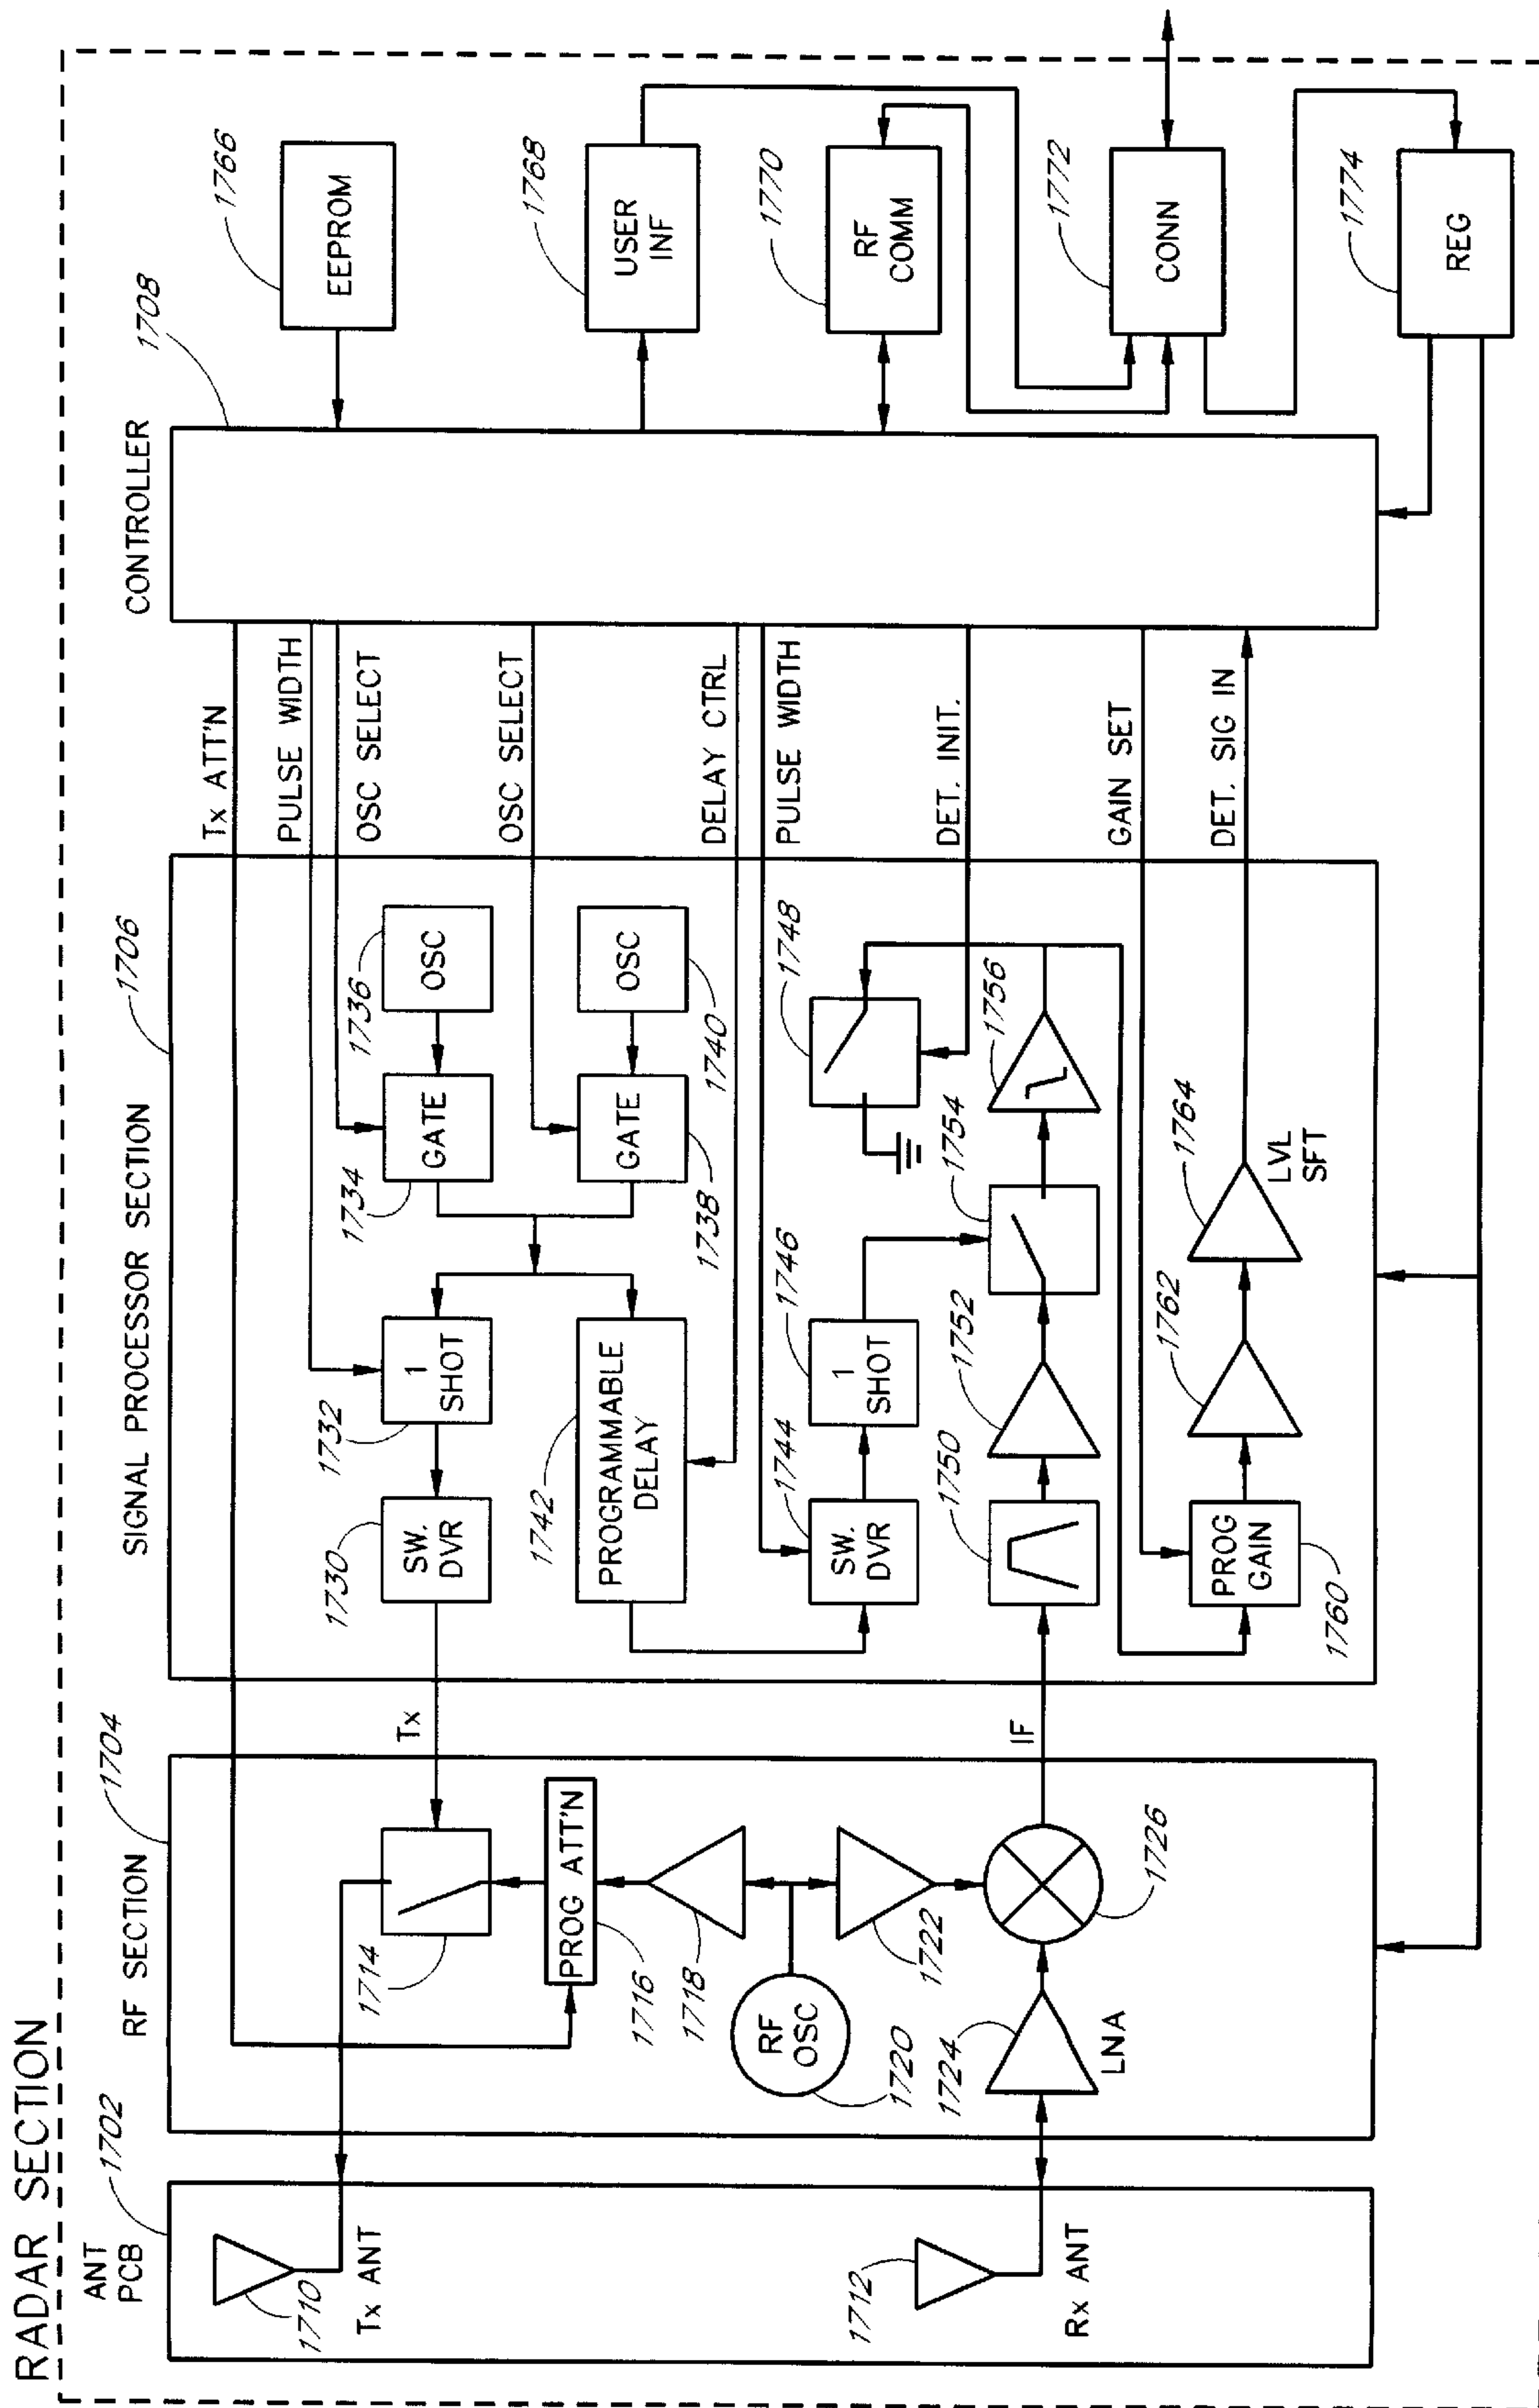 RADAR SECTION
ANT
PCB
1702
1710
Tx ANT
1712
Rx ANT
RF SECTION
1704
1714
PROG ATT'N
1716
1718
RF
OSC
1720
1722
1724
LNA
1726
Tx
IF
SIGNAL PROCESSOR SECTION
1706
SW.
DVR
1730
1
SHOT
1732
GATE
1734
OSC
1736
GATE
1738
OSC
1740
PROGRAMMABLE
DELAY
1742
SW.
DVR
1744
1
SHOT
1746
1748
1750
1752
1754
1756
PROG
GAIN
1760
1762
1764
LVL
SFT
Tx ATT'N
PULSE WIDTH
OSC SELECT
OSC SELECT
DELAY CTRL
PULSE WIDTH
DET. INIT.
GAIN SET
DET. SIG IN
CONTROLLER
1708
EEPROM
1766
USER
INF
1768
RF
COMM
1770
CONN
1772
REG
1774